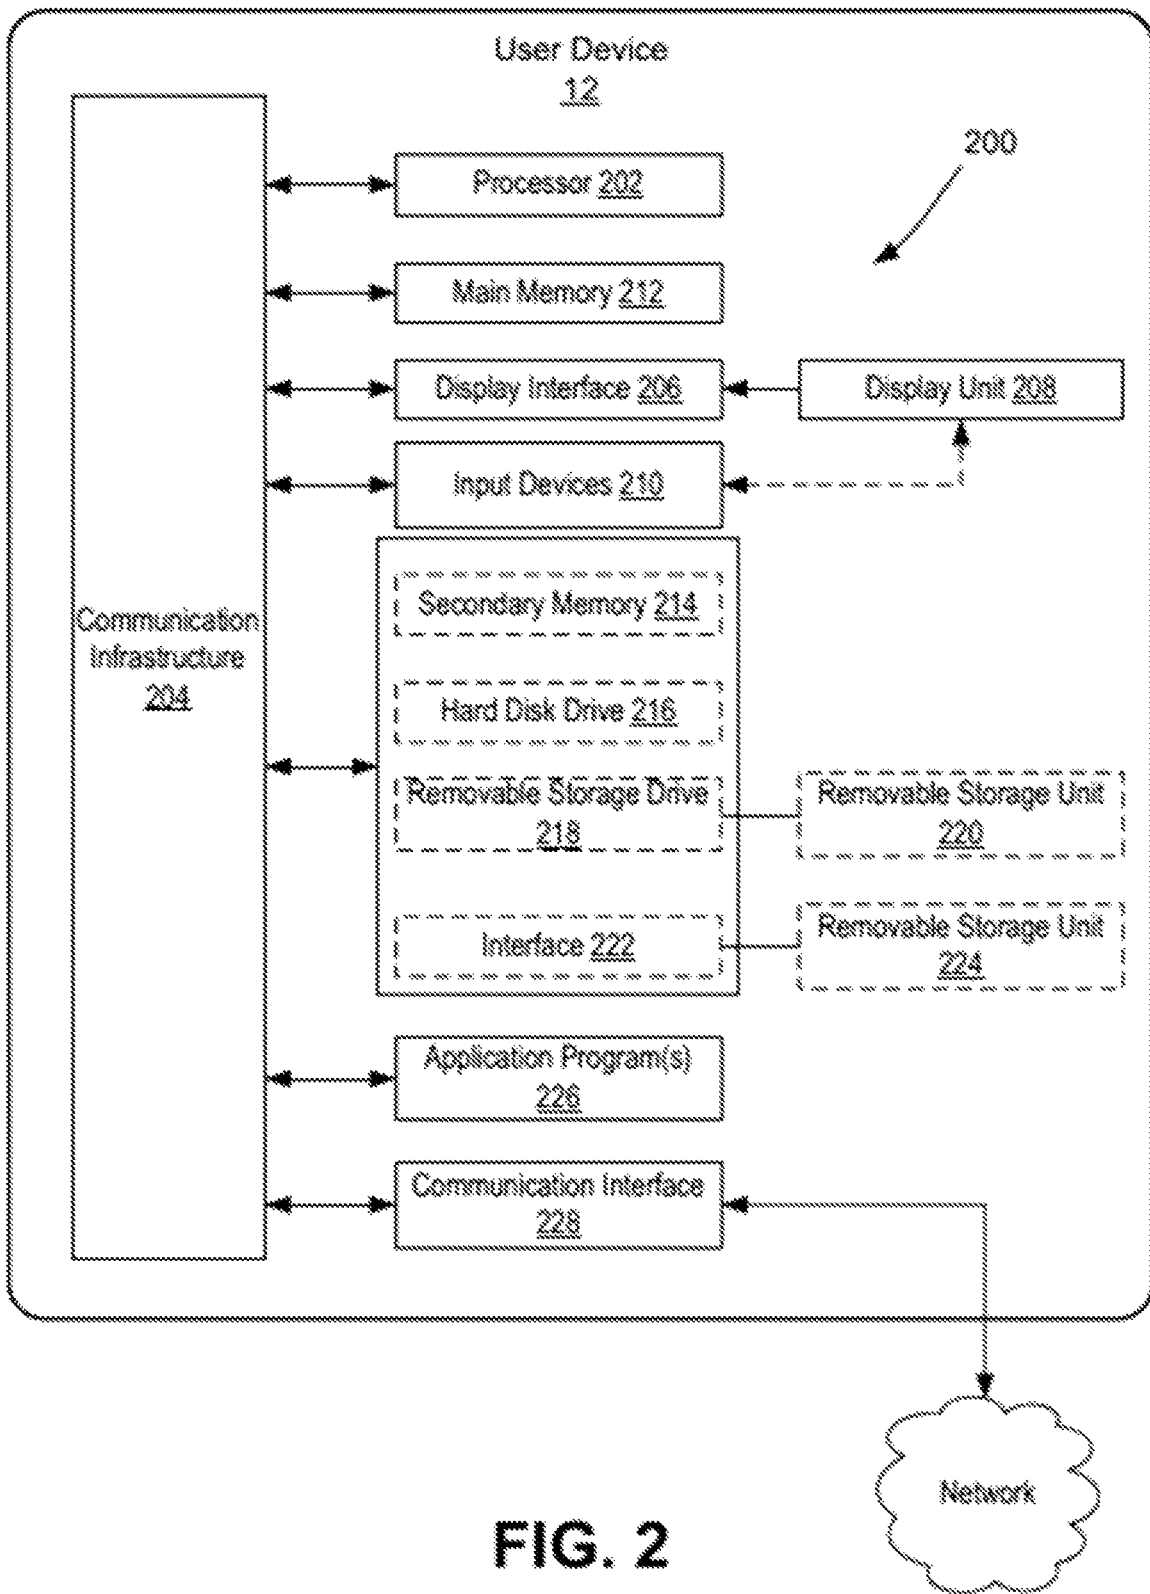 User Device
12
200
Processor 202
Main Memory 212
Display Interface 206
Display Unit 208
Input Devices 210
Communication
Infrastructure
204
Secondary Memory 214
Hard Disk Drive 216
Removable Storage Drive
218
Removable Storage Unit
220
Interface 222
Removable Storage Unit
224
Application Program(s)
226
Communication Interface
228
Network
FIG. 2